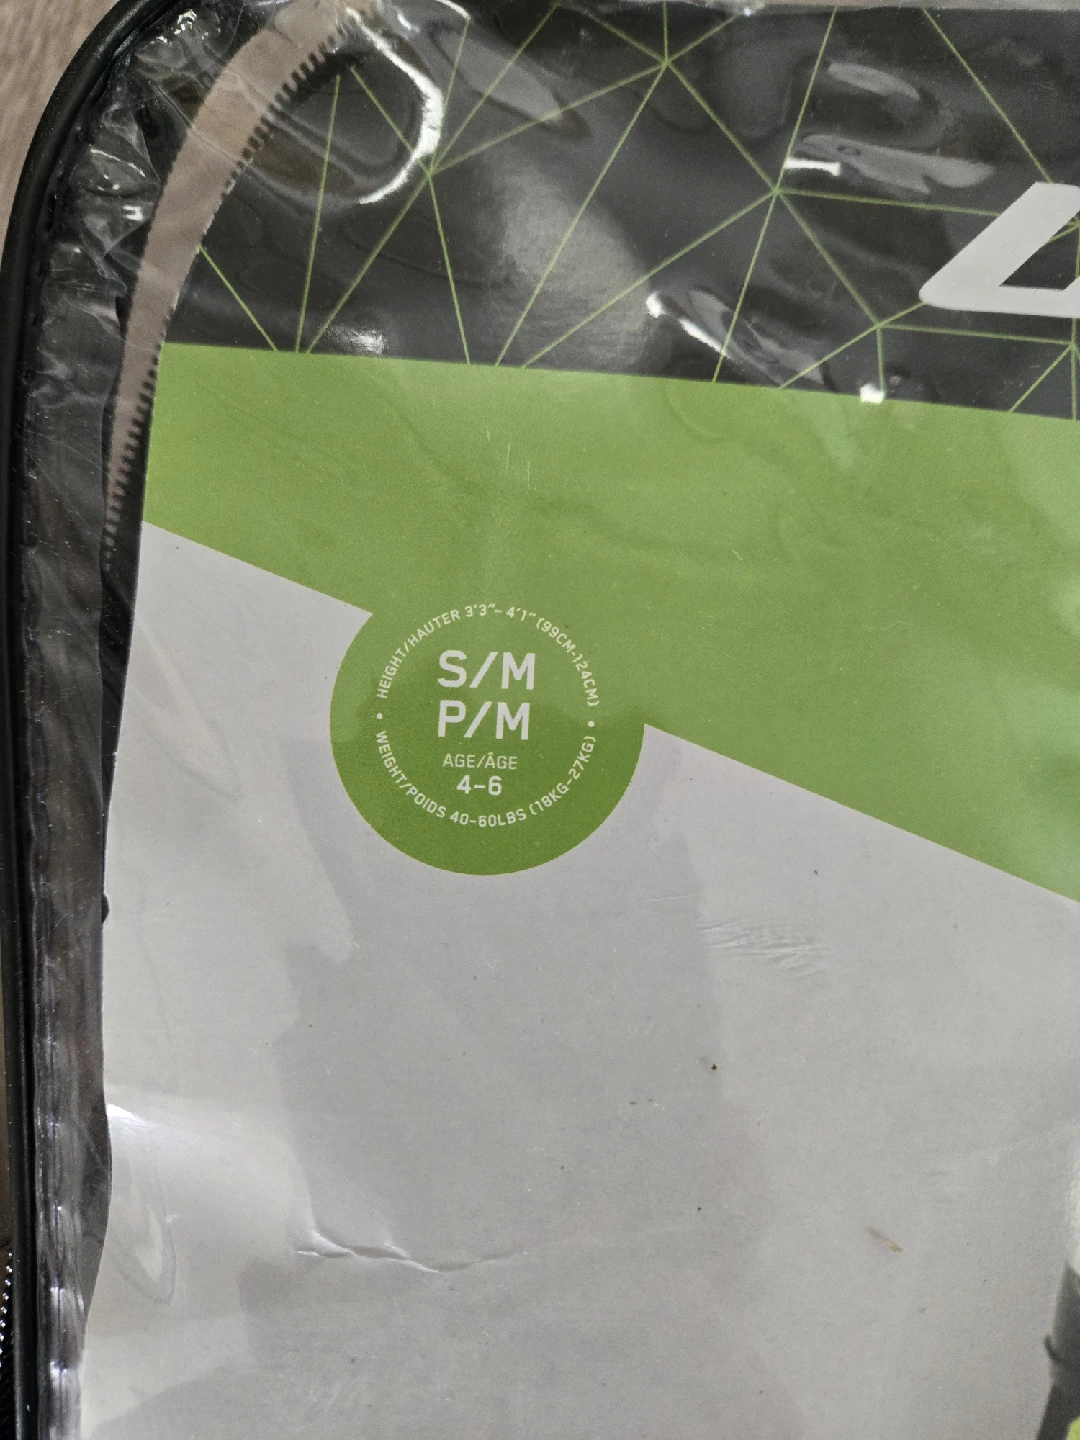 HEIGHT/HAUTER 3'3"- 4'1" (99CM-124CM)
S/M
P/M
AGE/ÂGE
4-6
WEIGHT/POIDS 40-60LBS (18KG-27KG)